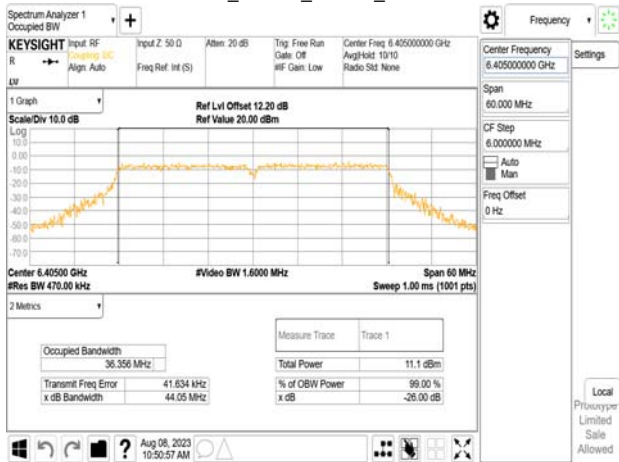 Spectrum Analyzer 1
Occupied BW
Frequency
KEYSIGHT
Input: RF
Coupling: DC
Align: Auto
Input Z: 50 Ω
Freq Ref: Int (S)
Atten: 20 dB
Trig: Free Run
Gate: Off
#IF Gain: Low
Center Freq: 6.405000000 GHz
Avg|Hold: 10/10
Radio Std: None
R
LM
Center Frequency
6.405000000 GHz
Settings
Span
60.000 MHz
CF Step
6.000000 MHz
Auto
Man
Freq Offset
0 Hz
1 Graph
Scale/Div 10.0 dB
Ref Lvl Offset 12.20 dB
Ref Value 20.00 dBm
Log
10.0
0.00
-10.0
-20.0
-30.0
-40.0
-50.0
-60.0
-70.0
Center 6.40500 GHz
#Video BW 1.6000 MHz
Span 60 MHz
#Res BW 470.00 kHz
Sweep 1.00 ms (1001 pts)
2 Metrics
Measure Trace
Trace 1
Occupied Bandwidth
36.356 MHz
Total Power
11.1 dBm
Transmit Freq Error
41.634 kHz
% of OBW Power
99.00 %
x dB Bandwidth
44.05 MHz
x dB
-26.00 dB
Local
Prototype
Limited
Sale
Allowed
Aug 08, 2023
10:50:57 AM